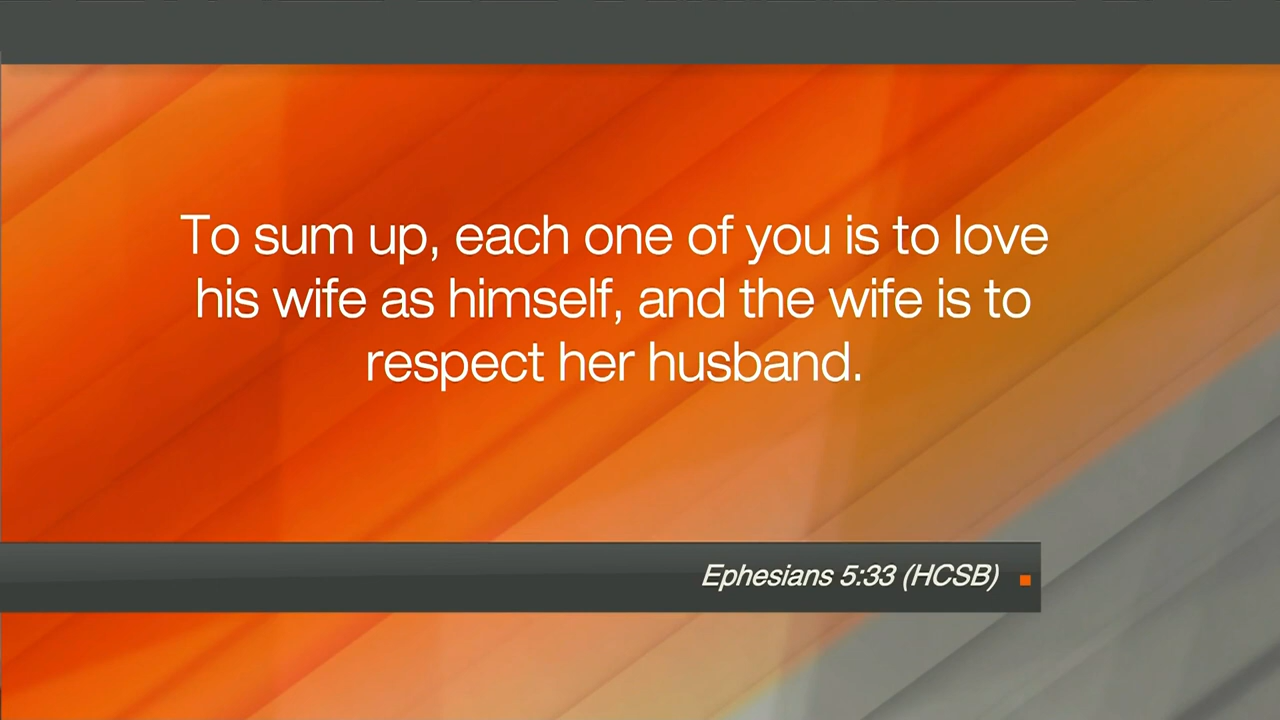 To sum up, each one of you is to love
his wife as himself, and the wife is to
respect her husband.
Ephesians 5:33 (HCSB)